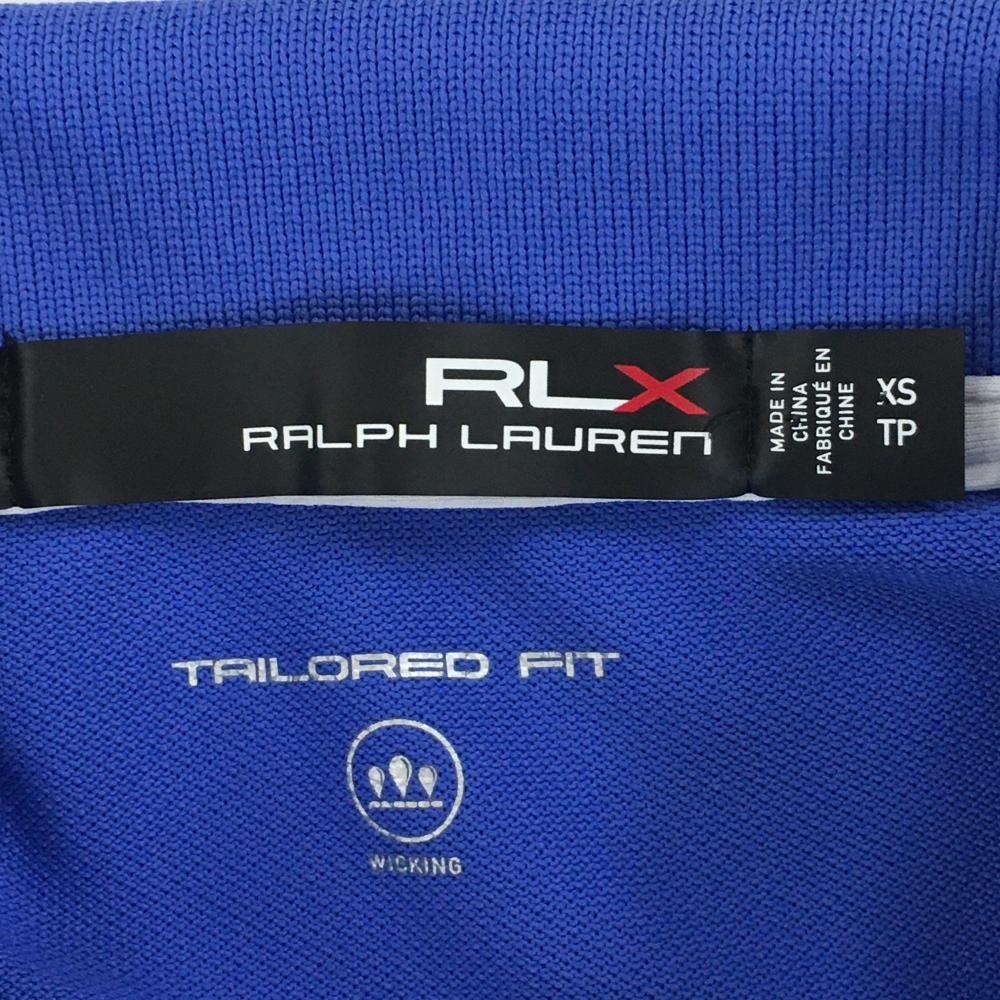 RLX
RALPH LAUREN
MADE IN
CHINA
FABRIQUÉ EN
CHINE
XS
TP
TAILORED FIT
WICKING